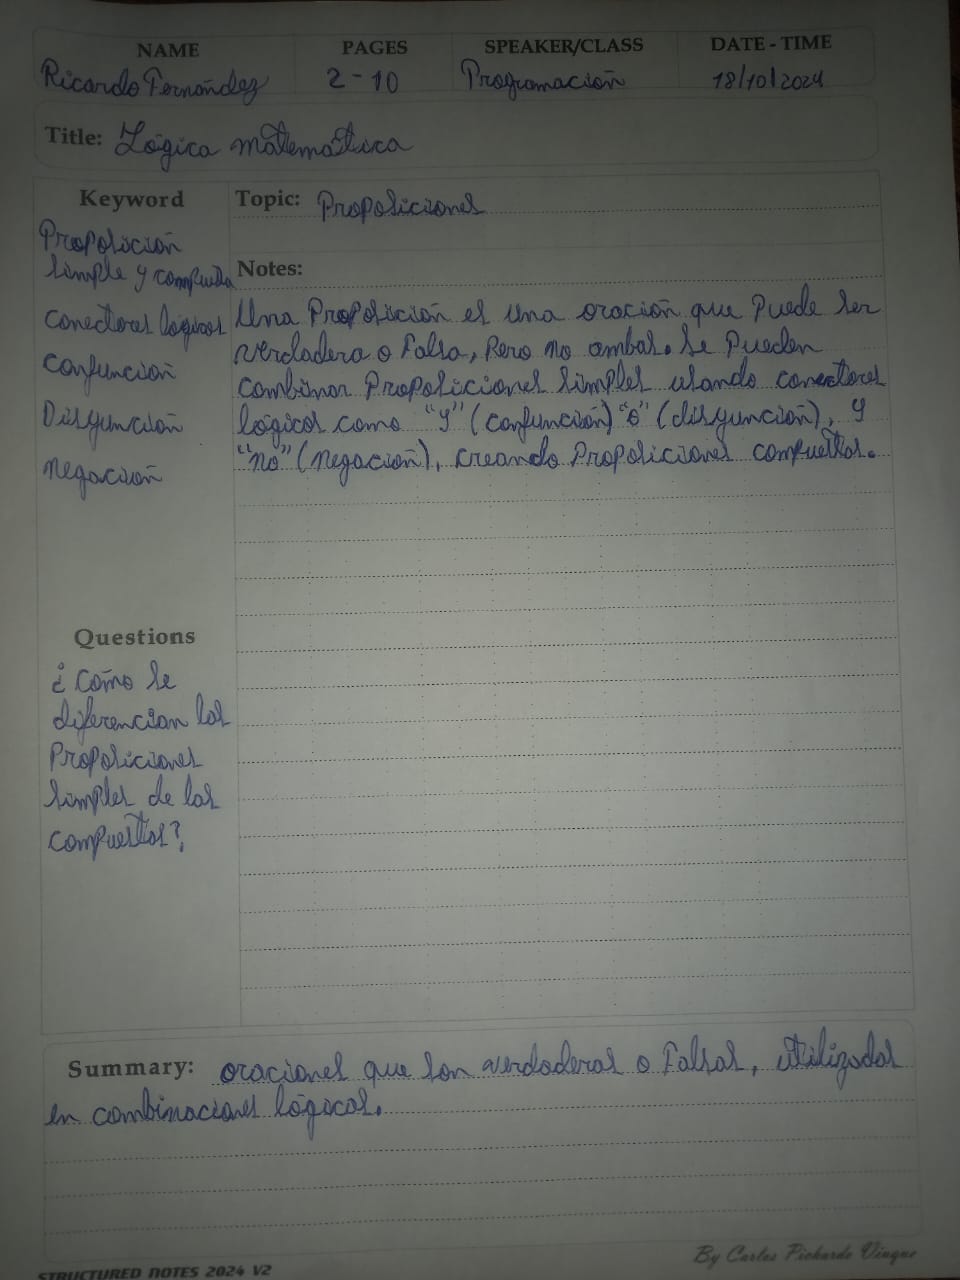 NAME PAGES SPEAKER/CLASS DATE - TIME
Ricardo Fernández 2-10 Programación 18/10/2024
Title: Lógica matemática
Keyword
Proposición
simple y compuesta
conectores lógicos
conjunción
Disyunción
negación
Topic: Proposiciones
Notes:
Una Proposición es una oración que puede ser
verdadera o Falsa, Pero no ambas. Se Pueden
combinar Proposiciones simples usando conectores
lógicos como "y" (conjunción) "o" (disyunción), y
"no" (negación), creando Proposiciones compuestas.
Questions
¿Cómo se
diferencian las
Proposiciones
simples de las
compuestas?
Summary: oraciones que son verdaderas o Falsas, utilizadas
en combinaciones lógicas.
By Carlos Pichardo Vinque
STRUCTURED NOTES 2024 V2